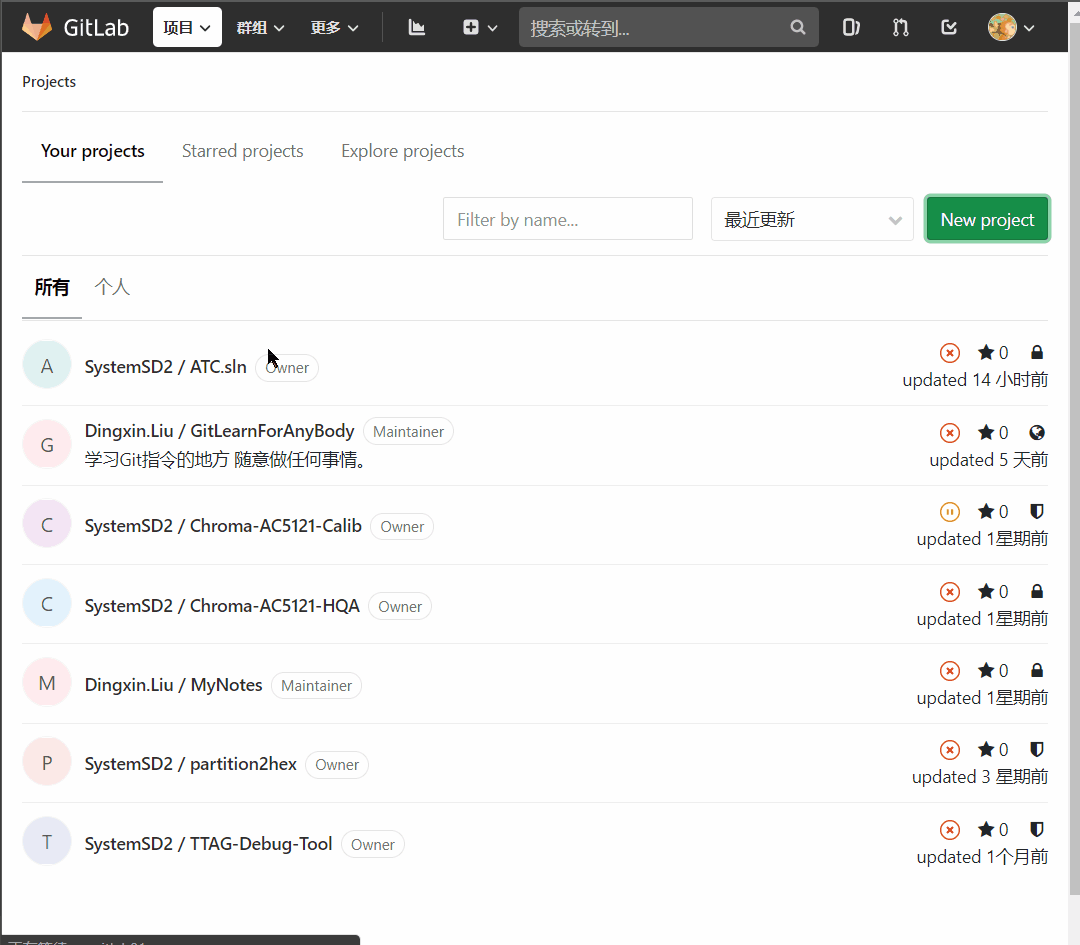 GitLab 项目 群组 更多 搜索或转到...
Projects
Your projects Starred projects Explore projects
Filter by name... 最近更新 New project
所有 个人
A SystemSD2 / ATC.sln Owner 0
updated 14 小时前
G Dingxin.Liu / GitLearnForAnyBody Maintainer 0
学习Git指令的地方 随意做任何事情。 updated 5 天前
C SystemSD2 / Chroma-AC5121-Calib Owner 0
updated 1星期前
C SystemSD2 / Chroma-AC5121-HQA Owner 0
updated 1星期前
M Dingxin.Liu / MyNotes Maintainer 0
updated 1星期前
P SystemSD2 / partition2hex Owner 0
updated 3 星期前
T SystemSD2 / TTAG-Debug-Tool Owner 0
updated 1个月前